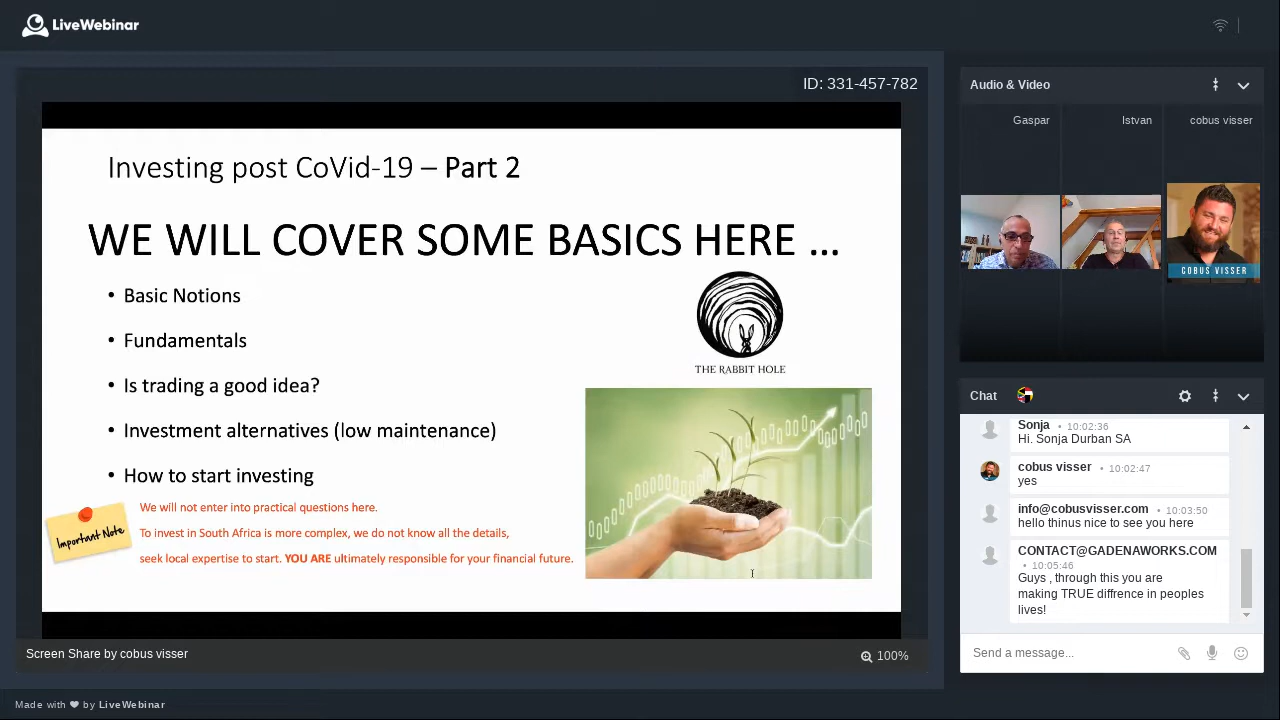 LiveWebinar
ID: 331-457-782
Investing post CoVid-19 – Part 2
WE WILL COVER SOME BASICS HERE ...
• Basic Notions
• Fundamentals
• Is trading a good idea?
• Investment alternatives (low maintenance)
• How to start investing
THE RABBIT HOLE
Important Note
We will not enter into practical questions here.
To invest in South Africa is more complex, we do not know all the details,
seek local expertise to start. YOU ARE ultimately responsible for your financial future.
Screen Share by cobus visser
100%
Audio & Video
Gaspar
Istvan
cobus visser
COBUS VISSER
Chat
Sonja • 10:02:36
Hi. Sonja Durban SA
cobus visser • 10:02:47
yes
info@cobusvisser.com • 10:03:50
hello thinus nice to see you here
CONTACT@GADENAWORKS.COM
• 10:05:46
Guys , through this you are
making TRUE diffrence in peoples
lives!
Send a message...
Made with ❤ by LiveWebinar